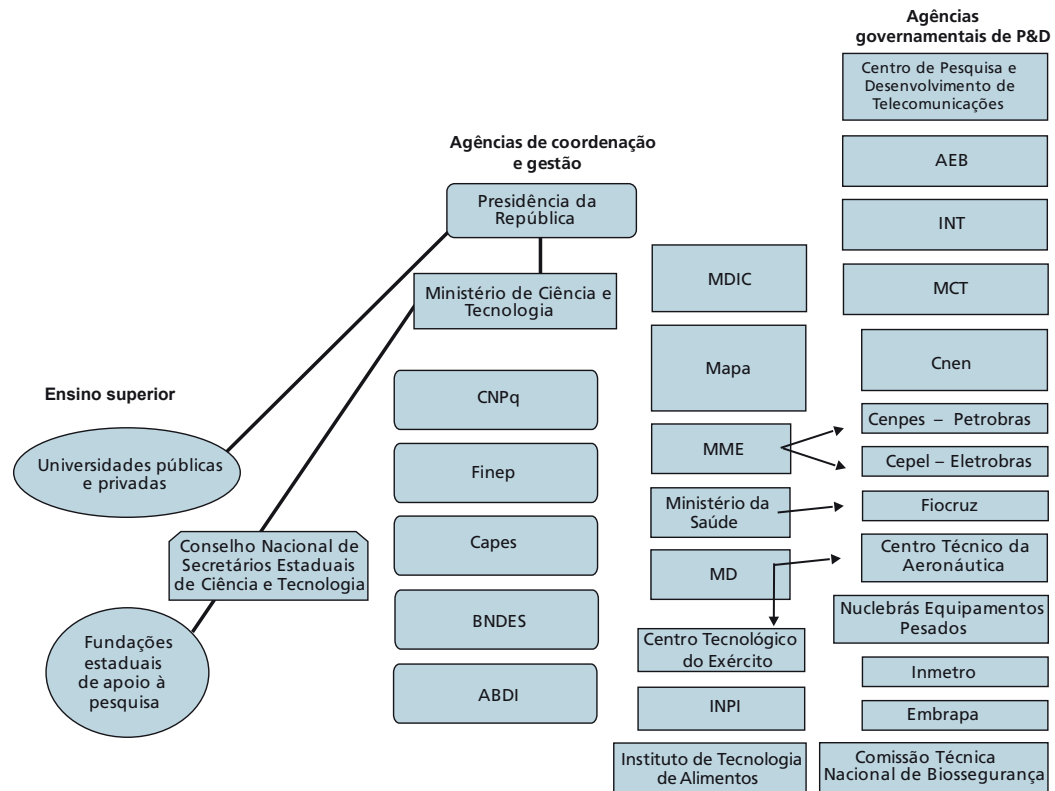 Agências
governamentais de P&D
Centro de Pesquisa e
Desenvolvimento de
Telecomunicações
AEB
INT
MCT
Cnen
Cenpes – Petrobras
Cepel – Eletrobras
Fiocruz
Centro Técnico da
Aeronáutica
Nuclebrás Equipamentos
Pesados
Inmetro
Embrapa
Comissão Técnica
Nacional de Biossegurança
Agências de coordenação
e gestão
Presidência da
República
Ministério de Ciência e
Tecnologia
CNPq
Finep
Capes
BNDES
ABDI
MDIC
Mapa
MME
Ministério da
Saúde
MD
Centro Tecnológico
do Exército
INPI
Instituto de Tecnologia
de Alimentos
Ensino superior
Universidades públicas
e privadas
Conselho Nacional de
Secretários Estaduais
de Ciência e Tecnologia
Fundações
estaduais
de apoio à
pesquisa